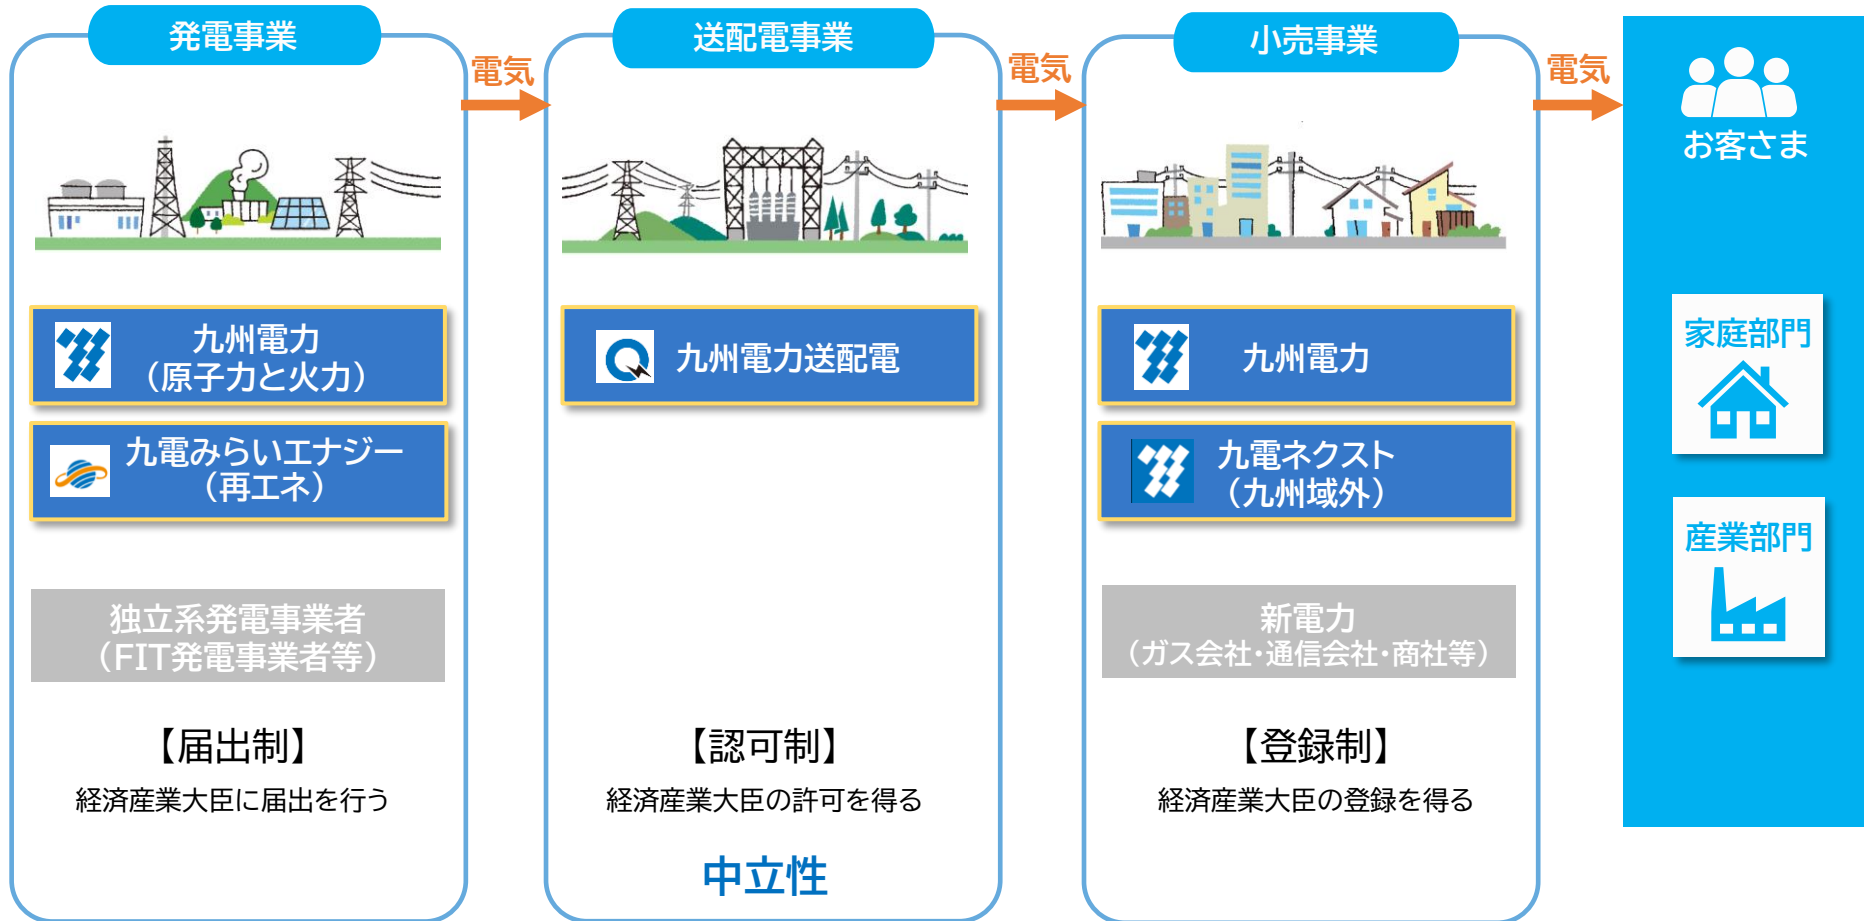 発電事業
電気
九州電力
（原子力と火力）
九電みらいエナジー
（再エネ）
独立系発電事業者
（FIT発電事業者等）
【届出制】
経済産業大臣に届出を行う
送配電事業
電気
九州電力送配電
【認可制】
経済産業大臣の許可を得る
中立性
小売事業
電気
九州電力
九電ネクスト
（九州域外）
新電力
（ガス会社・通信会社・商社等）
【登録制】
経済産業大臣の登録を得る
お客さま
家庭部門
産業部門